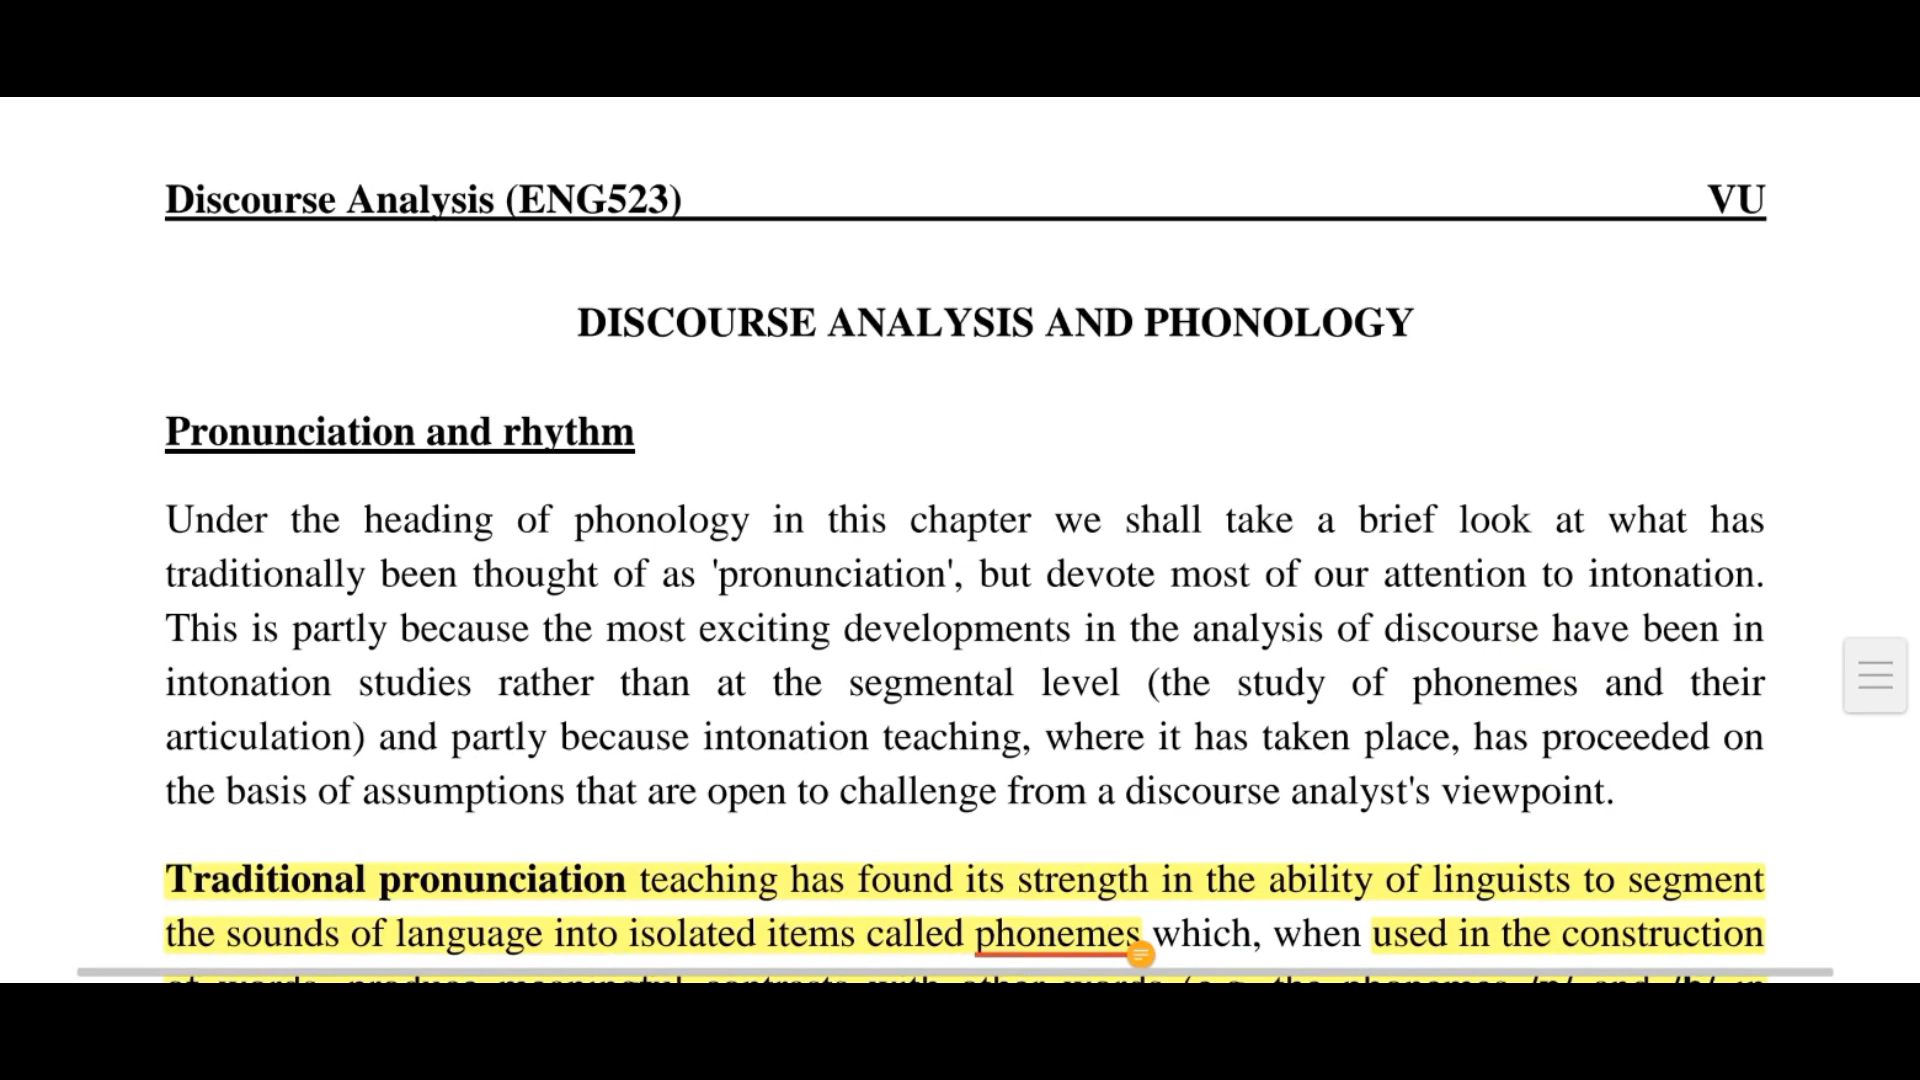 Discourse Analysis (ENG523) VU
DISCOURSE ANALYSIS AND PHONOLOGY
Pronunciation and rhythm
Under the heading of phonology in this chapter we shall take a brief look at what has
traditionally been thought of as 'pronunciation', but devote most of our attention to intonation.
This is partly because the most exciting developments in the analysis of discourse have been in
intonation studies rather than at the segmental level (the study of phonemes and their
articulation) and partly because intonation teaching, where it has taken place, has proceeded on
the basis of assumptions that are open to challenge from a discourse analyst's viewpoint.
Traditional pronunciation teaching has found its strength in the ability of linguists to segment
the sounds of language into isolated items called phonemes which, when used in the construction